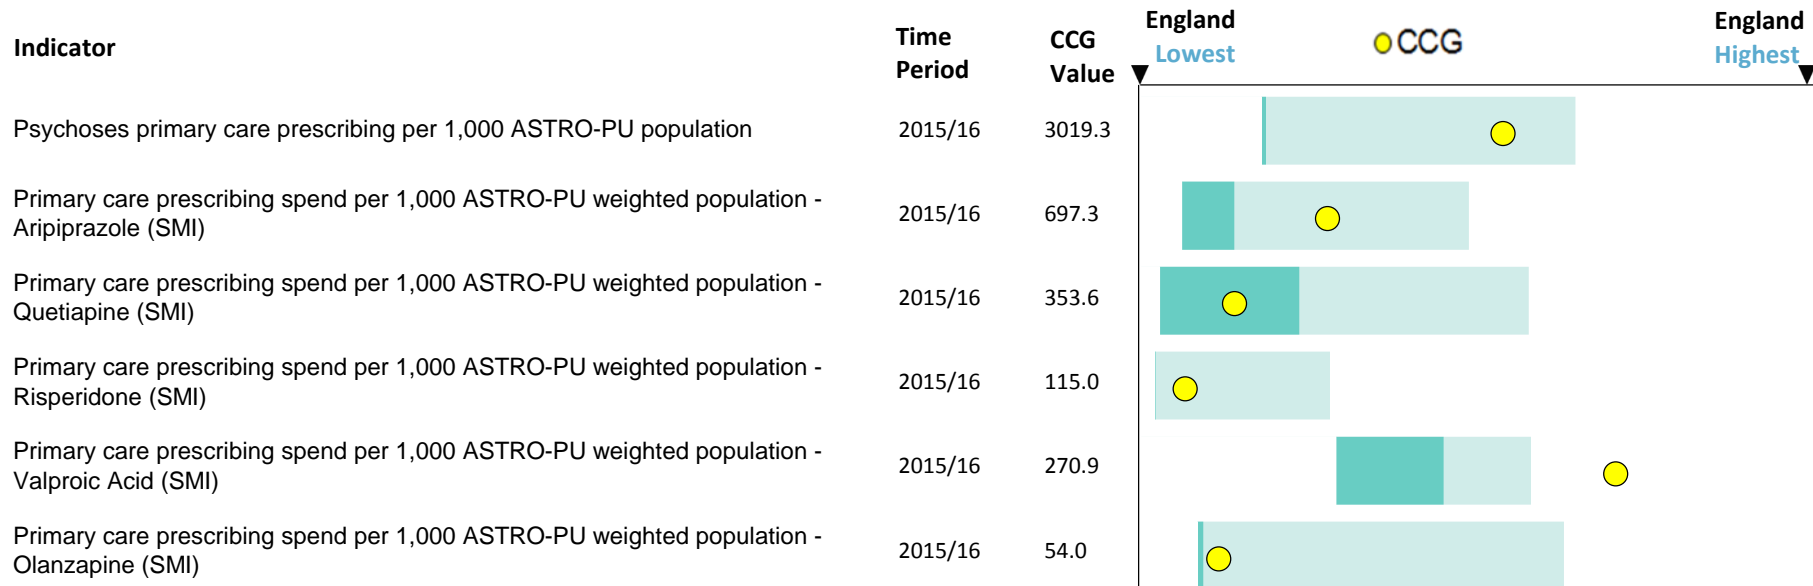 Indicator
Time Period
CCG Value
England Lowest
CCG
England Highest
Psychoses primary care prescribing per 1,000 ASTRO-PU population 2015/16 3019.3
Primary care prescribing spend per 1,000 ASTRO-PU weighted population -
Aripiprazole (SMI) 2015/16 697.3
Primary care prescribing spend per 1,000 ASTRO-PU weighted population -
Quetiapine (SMI) 2015/16 353.6
Primary care prescribing spend per 1,000 ASTRO-PU weighted population -
Risperidone (SMI) 2015/16 115.0
Primary care prescribing spend per 1,000 ASTRO-PU weighted population -
Valproic Acid (SMI) 2015/16 270.9
Primary care prescribing spend per 1,000 ASTRO-PU weighted population -
Olanzapine (SMI) 2015/16 54.0